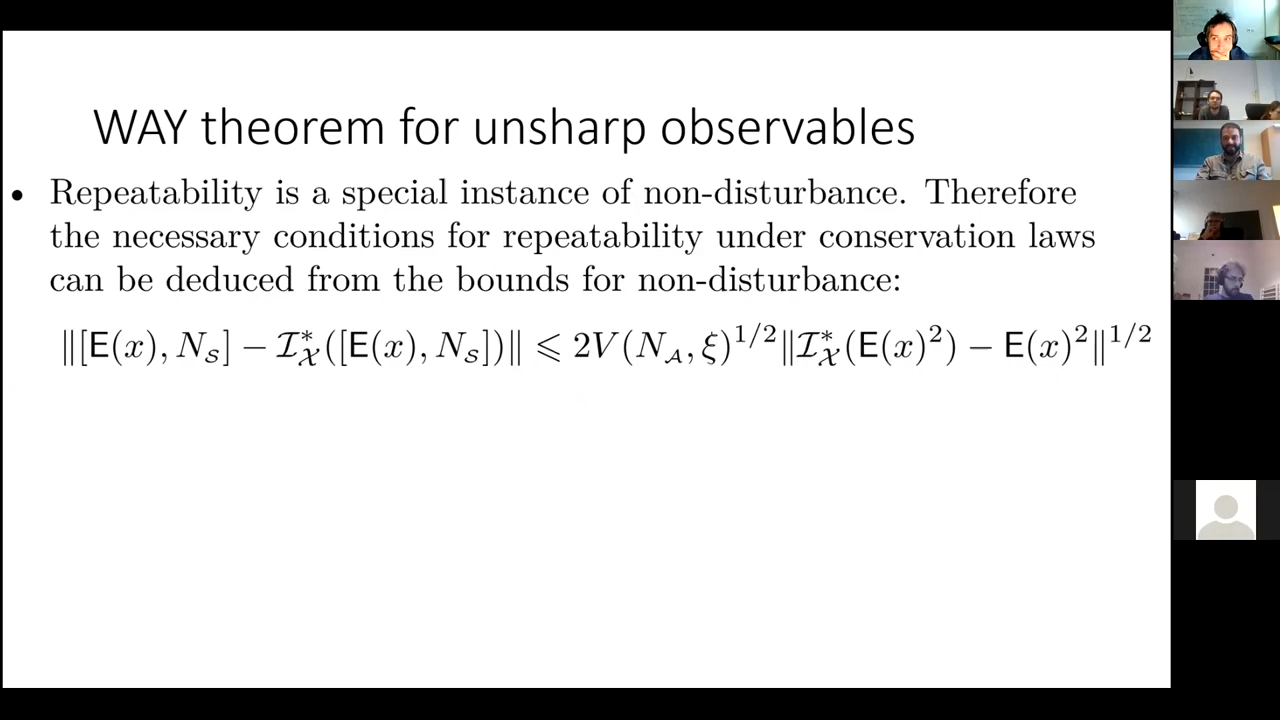 WAY theorem for unsharp observables
• Repeatability is a special instance of non-disturbance. Therefore
the necessary conditions for repeatability under conservation laws
can be deduced from the bounds for non-disturbance:
‖[E(x), N_𝒮] − ℐ*_𝒳([E(x), N_𝒮])‖ ⩽ 2V(N_𝒜, ξ)^{1/2}‖ℐ*_𝒳(E(x)²) − E(x)²‖^{1/2}